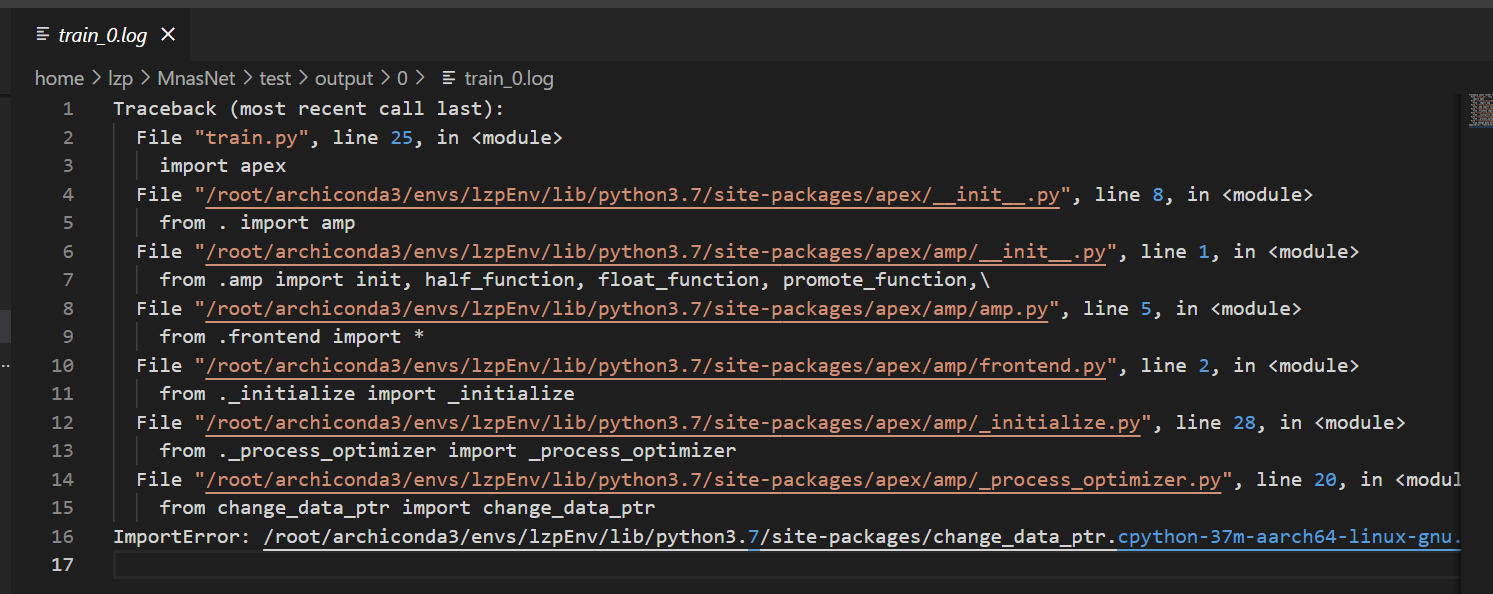 train_0.log
home > lzp > MnasNet > test > output > 0 > train_0.log
1 Traceback (most recent call last):
2 File "train.py", line 25, in <module>
3 import apex
4 File "/root/archiconda3/envs/lzpEnv/lib/python3.7/site-packages/apex/__init__.py", line 8, in <module>
5 from . import amp
6 File "/root/archiconda3/envs/lzpEnv/lib/python3.7/site-packages/apex/amp/__init__.py", line 1, in <module>
7 from .amp import init, half_function, float_function, promote_function,\
8 File "/root/archiconda3/envs/lzpEnv/lib/python3.7/site-packages/apex/amp/amp.py", line 5, in <module>
9 from .frontend import *
10 File "/root/archiconda3/envs/lzpEnv/lib/python3.7/site-packages/apex/amp/frontend.py", line 2, in <module>
11 from ._initialize import _initialize
12 File "/root/archiconda3/envs/lzpEnv/lib/python3.7/site-packages/apex/amp/_initialize.py", line 28, in <module>
13 from ._process_optimizer import _process_optimizer
14 File "/root/archiconda3/envs/lzpEnv/lib/python3.7/site-packages/apex/amp/_process_optimizer.py", line 20, in <modul
15 from change_data_ptr import change_data_ptr
16 ImportError: /root/archiconda3/envs/lzpEnv/lib/python3.7/site-packages/change_data_ptr.cpython-37m-aarch64-linux-gnu.
17